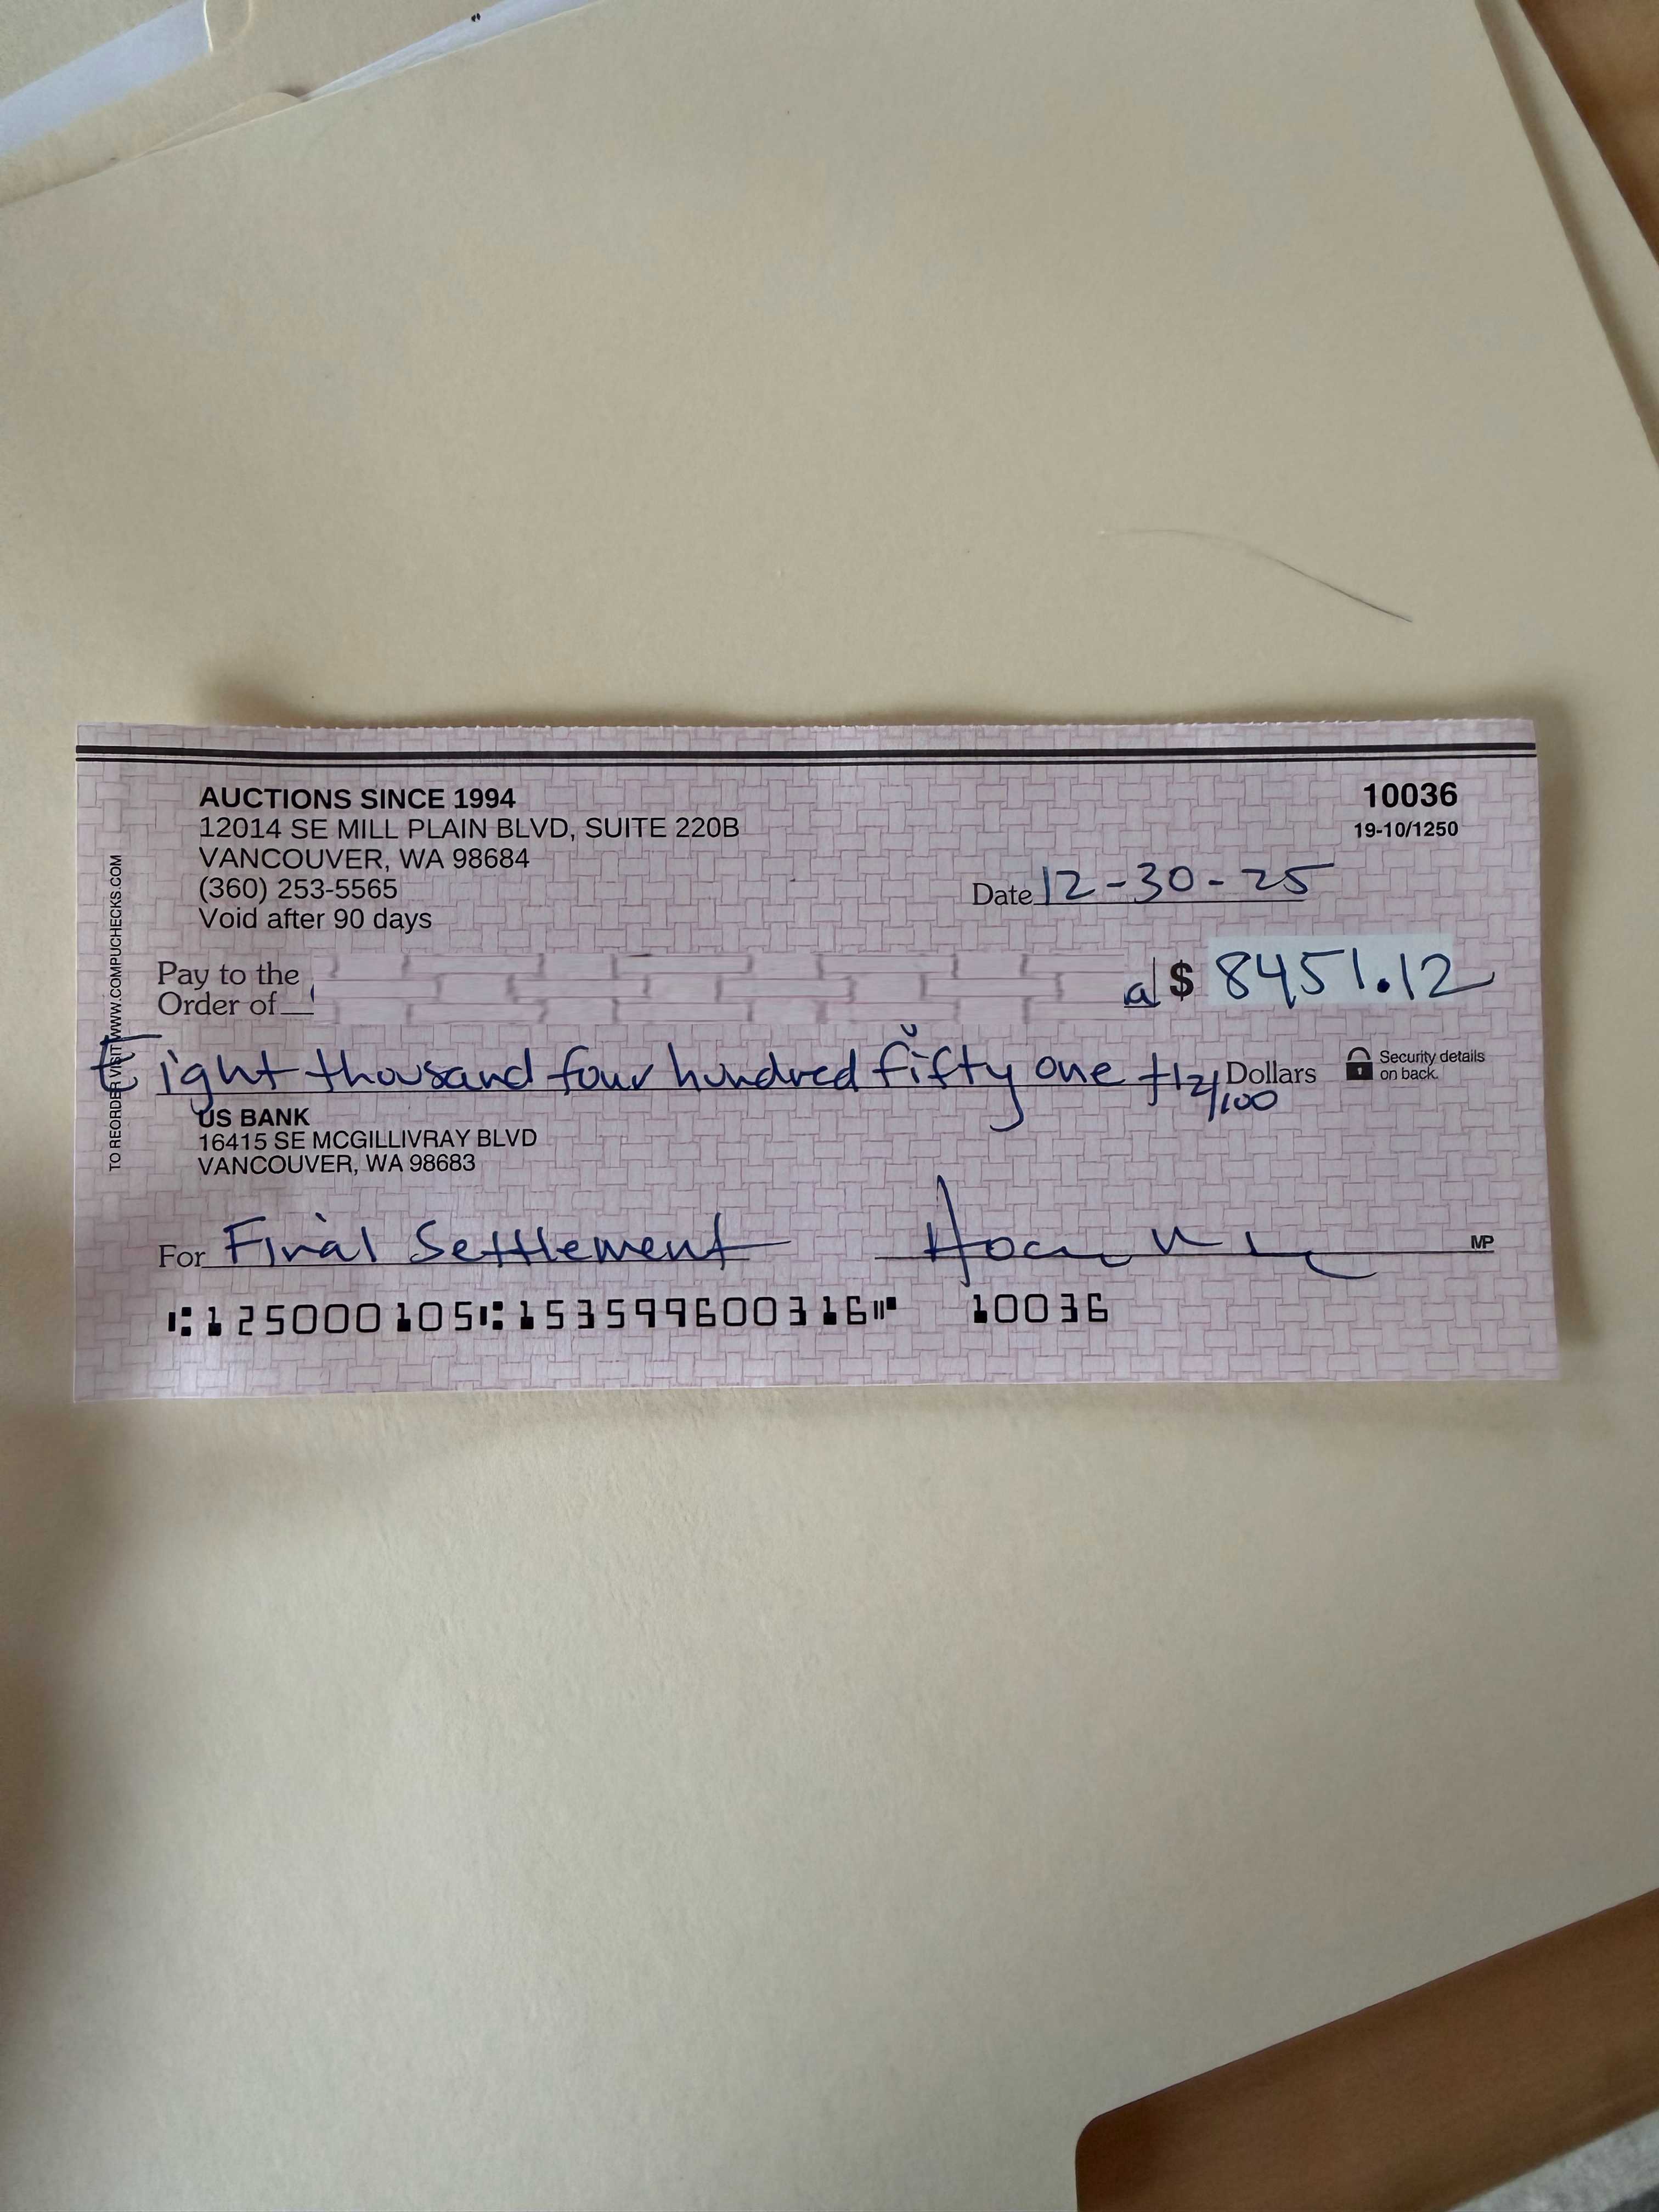 AUCTIONS SINCE 1994
12014 SE MILL PLAIN BLVD, SUITE 220B
VANCOUVER, WA 98684
(360) 253-5565
Void after 90 days
10036
19-10/1250
Date 12-30-25
TO REORDER VISIT WWW.COMPUCHECKS.COM
Pay to the
Order of
$ 8451.12
Eight thousand four hundred fifty one +12/100 Dollars
Security details
on back.
US BANK
16415 SE MCGILLIVRAY BLVD
VANCOUVER, WA 98683
For Final Settlement
MP
⑆125000105⑆153599600316⑈ 10036